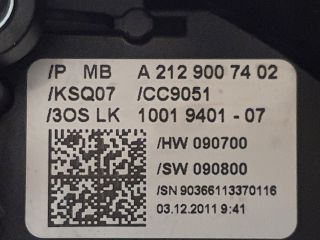 /P MB A 212 900 74 02
/KSQ07 /CC9051
/3OS LK 1001 9401 - 07
/HW 090700
/SW 090800
/SN 90366113370116
03.12.2011 9:41